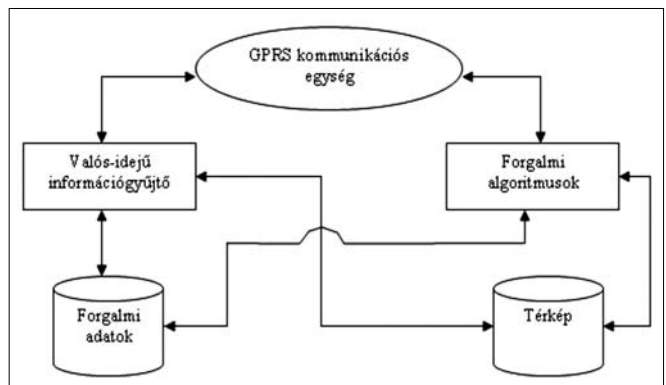 GPRS kommunikációs
egység
Valós-idejű
információgyűjtő
Forgalmi
algoritmusok
Forgalmi
adatok
Térkép